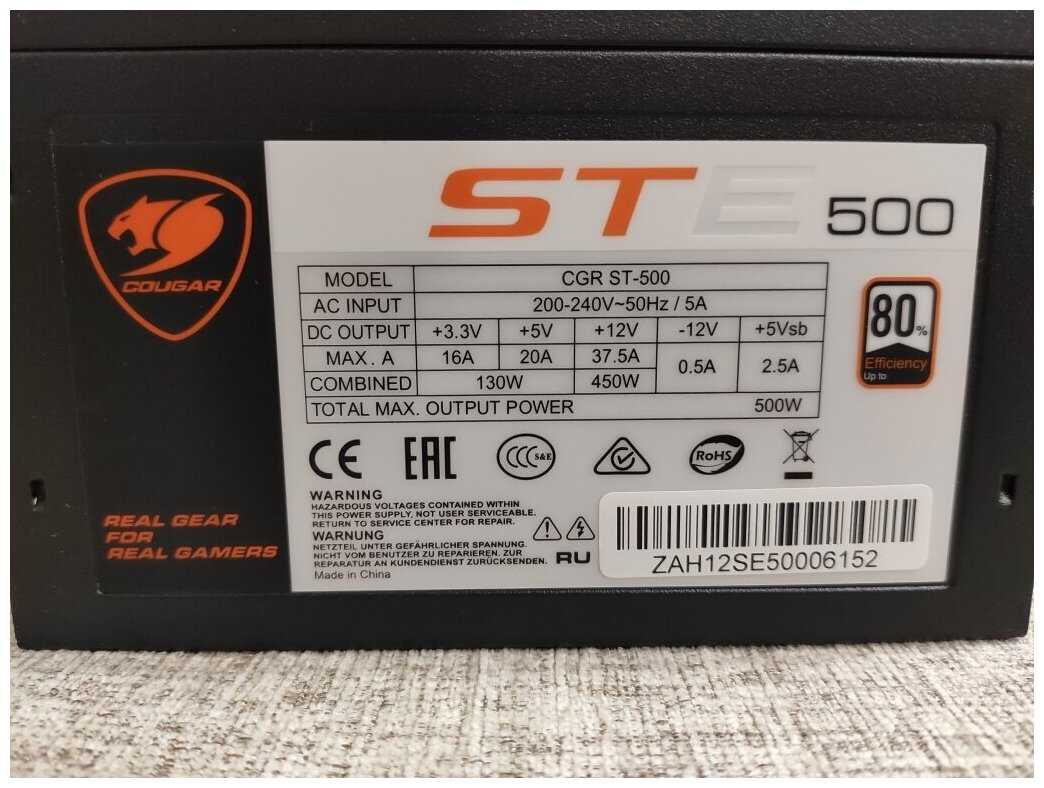 COUGAR
REAL GEAR
FOR
REAL GAMERS
STE 500
MODEL CGR ST-500
AC INPUT 200-240V~50Hz / 5A
DC OUTPUT +3.3V +5V +12V -12V +5Vsb
MAX. A 16A 20A 37.5A 0.5A 2.5A
COMBINED 130W 450W
TOTAL MAX. OUTPUT POWER 500W
80%
Efficiency
Up to
CE EAC CCC S&E RoHS
WARNING
HAZARDOUS VOLTAGES CONTAINED WITHIN
THIS POWER SUPPLY, NOT USER SERVICEABLE.
RETURN TO SERVICE CENTER FOR REPAIR.
WARNUNG
NETZTEIL UNTER GEFÄHRLICHER SPANNUNG.
NICHT VOM BENUTZER ZU REPARIEREN. ZUR
REPARATUR AN KUNDENDIENST ZURÜCKSENDEN.
Made in China
RU
ZAH12SE50006152